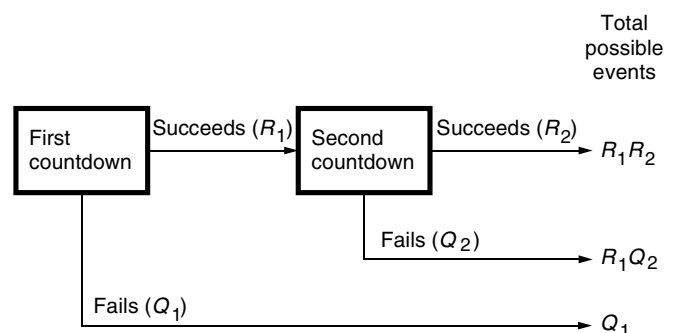 Total
possible
events
First
countdown
Succeeds (R1)
Second
countdown
Succeeds (R2)
R1R2
Fails (Q2)
R1Q2
Fails (Q1)
Q1